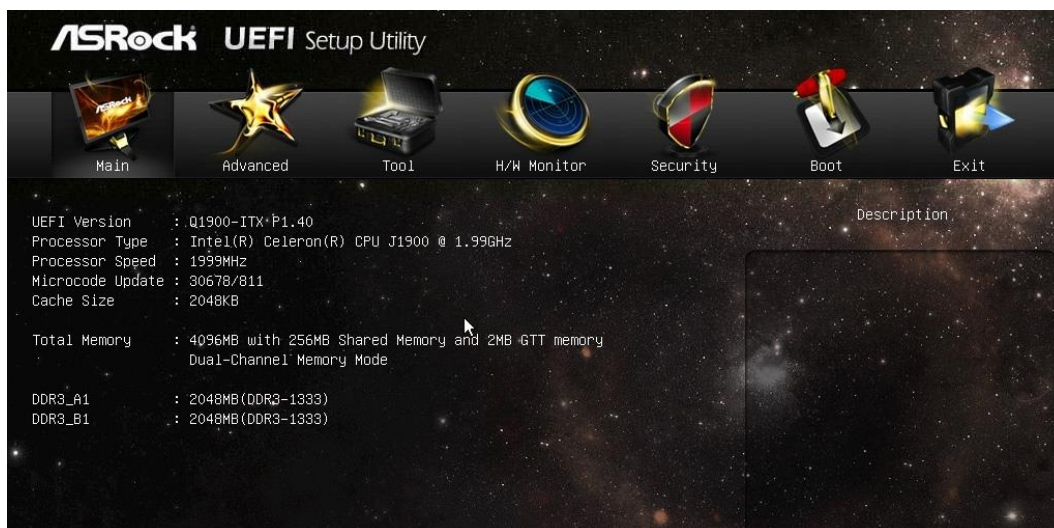 ASRock UEFI Setup Utility
ASRock
Main Advanced Tool H/W Monitor Security Boot Exit
Description
UEFI Version : Q1900-ITX P1.40
Processor Type : Intel(R) Celeron(R) CPU J1900 @ 1.99GHz
Processor Speed : 1999MHz
Microcode Update : 30678/811
Cache Size : 2048KB
Total Memory : 4096MB with 256MB Shared Memory and 2MB GTT memory
Dual-Channel Memory Mode
DDR3_A1 : 2048MB(DDR3-1333)
DDR3_B1 : 2048MB(DDR3-1333)